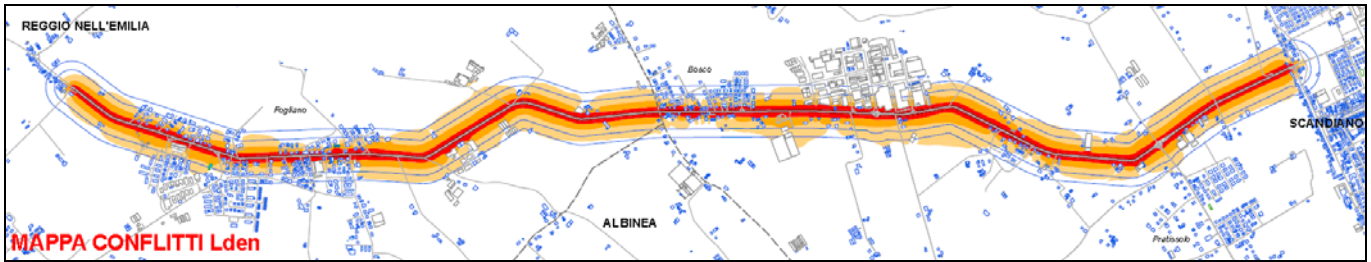 REGGIO NELL'EMILIA
Bosco
Fogliano
SCANDIANO
ALBINEA
Pratissolo
MAPPA CONFLITTI Lden